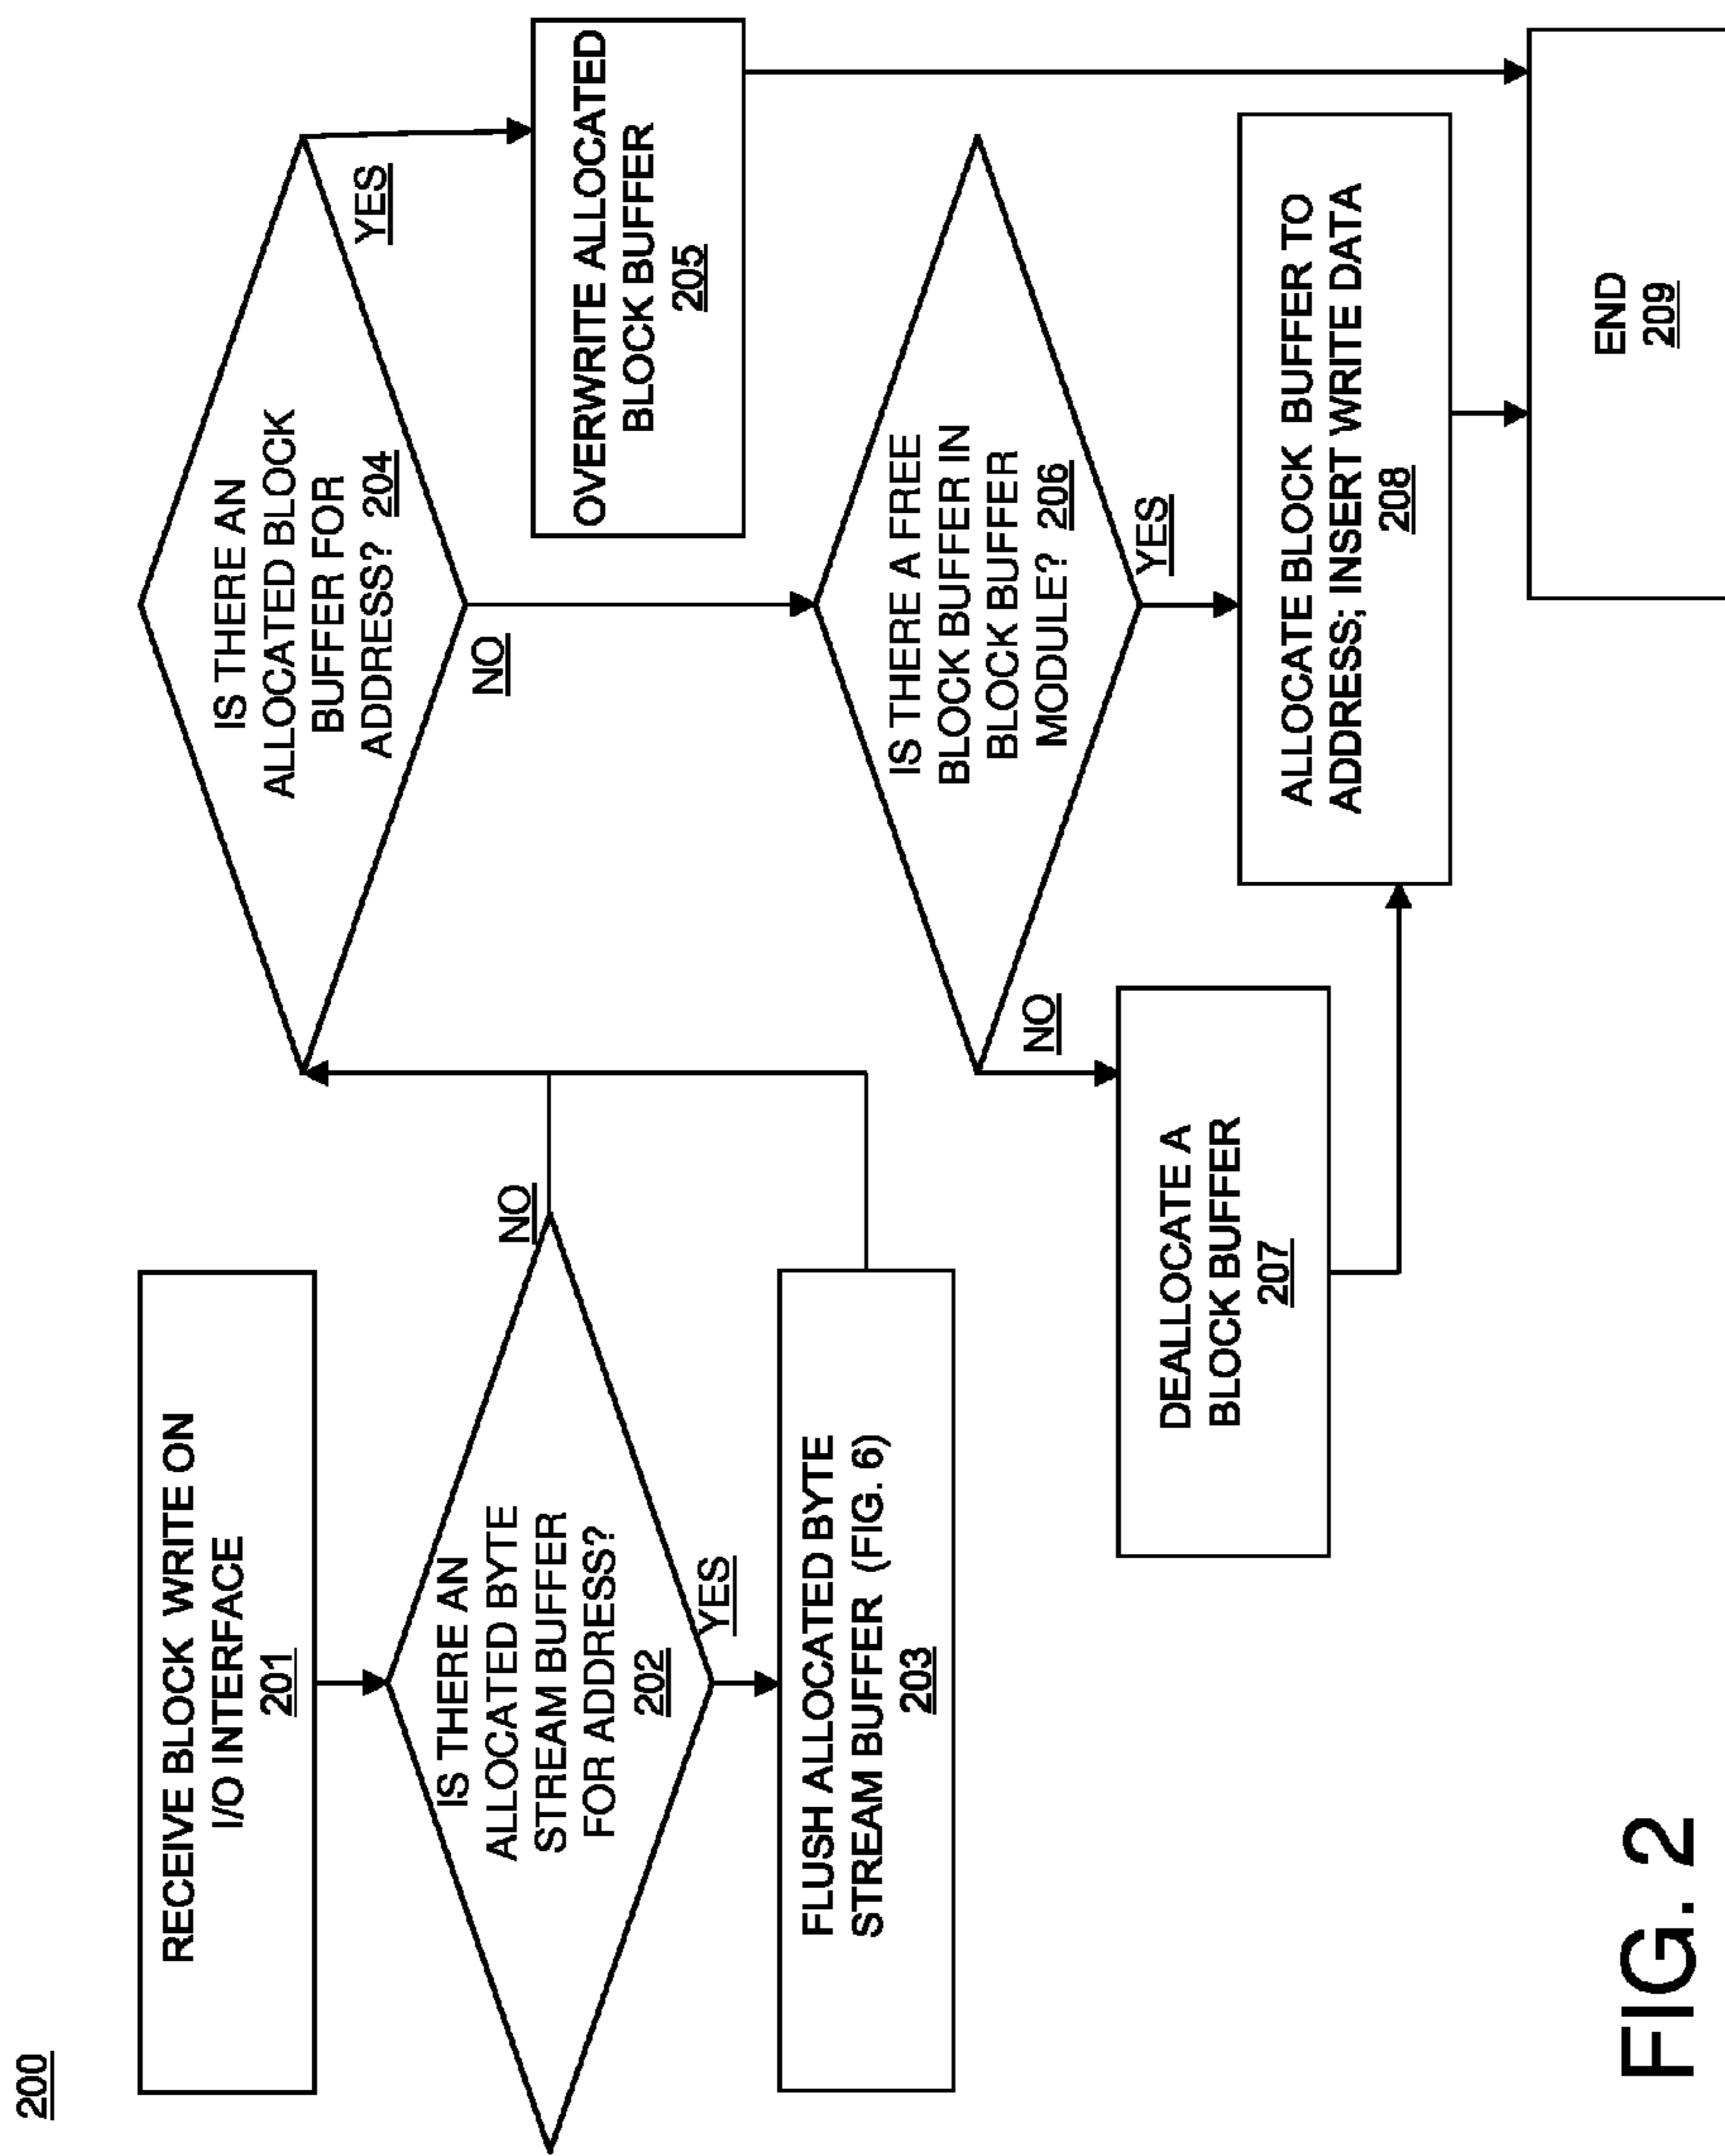 200
RECEIVE BLOCK WRITE ON
I/O INTERFACE
201
IS THERE AN
ALLOCATED BYTE
STREAM BUFFER
FOR ADDRESS?
202
NO
YES
FLUSH ALLOCATED BYTE
STREAM BUFFER (FIG. 6)
203
IS THERE AN
ALLOCATED BLOCK
BUFFER FOR
ADDRESS? 204
YES
NO
OVERWRITE ALLOCATED
BLOCK BUFFER
205
IS THERE A FREE
BLOCK BUFFER IN
BLOCK BUFFER
MODULE? 206
NO
YES
DEALLOCATE A
BLOCK BUFFER
207
ALLOCATE BLOCK BUFFER TO
ADDRESS; INSERT WRITE DATA
208
END
209
FIG. 2